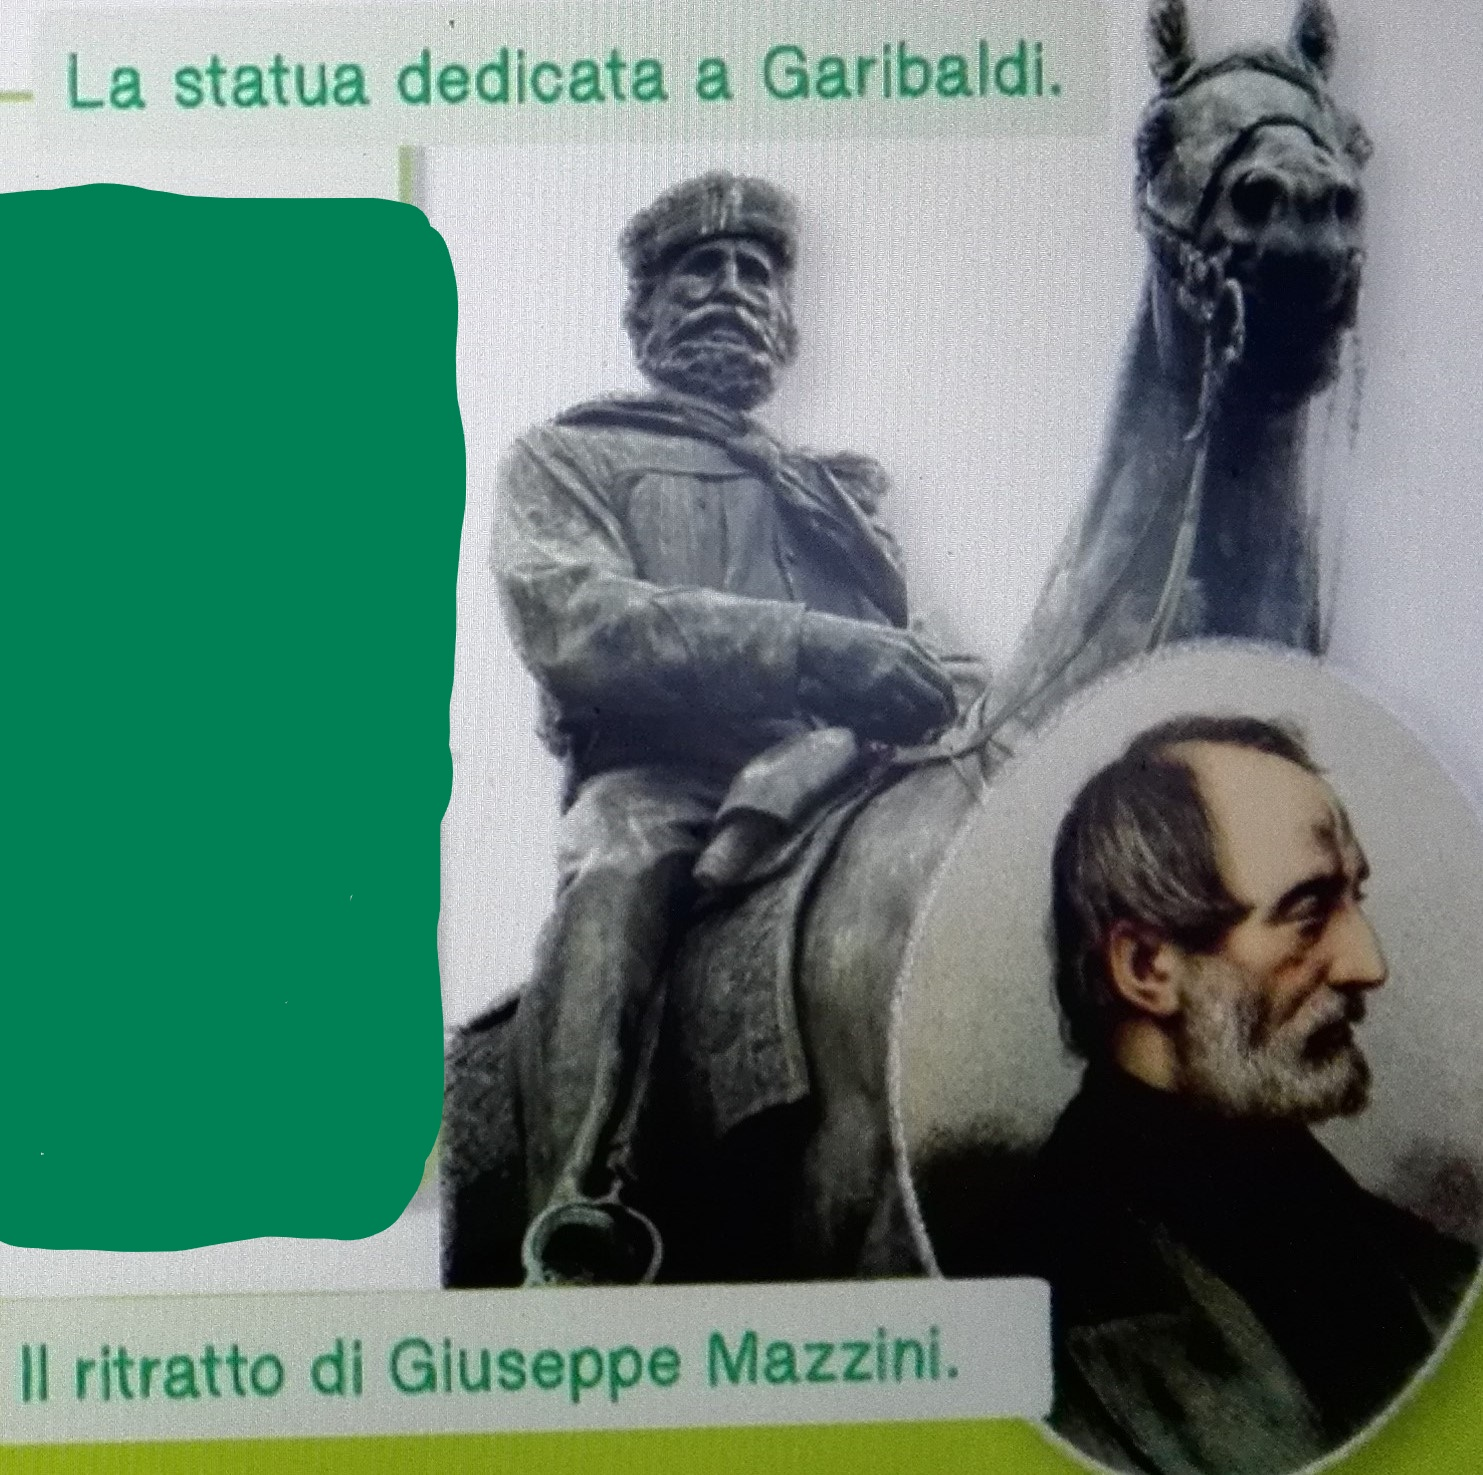 La statua dedicata a Garibaldi.
Il ritratto di Giuseppe Mazzini.